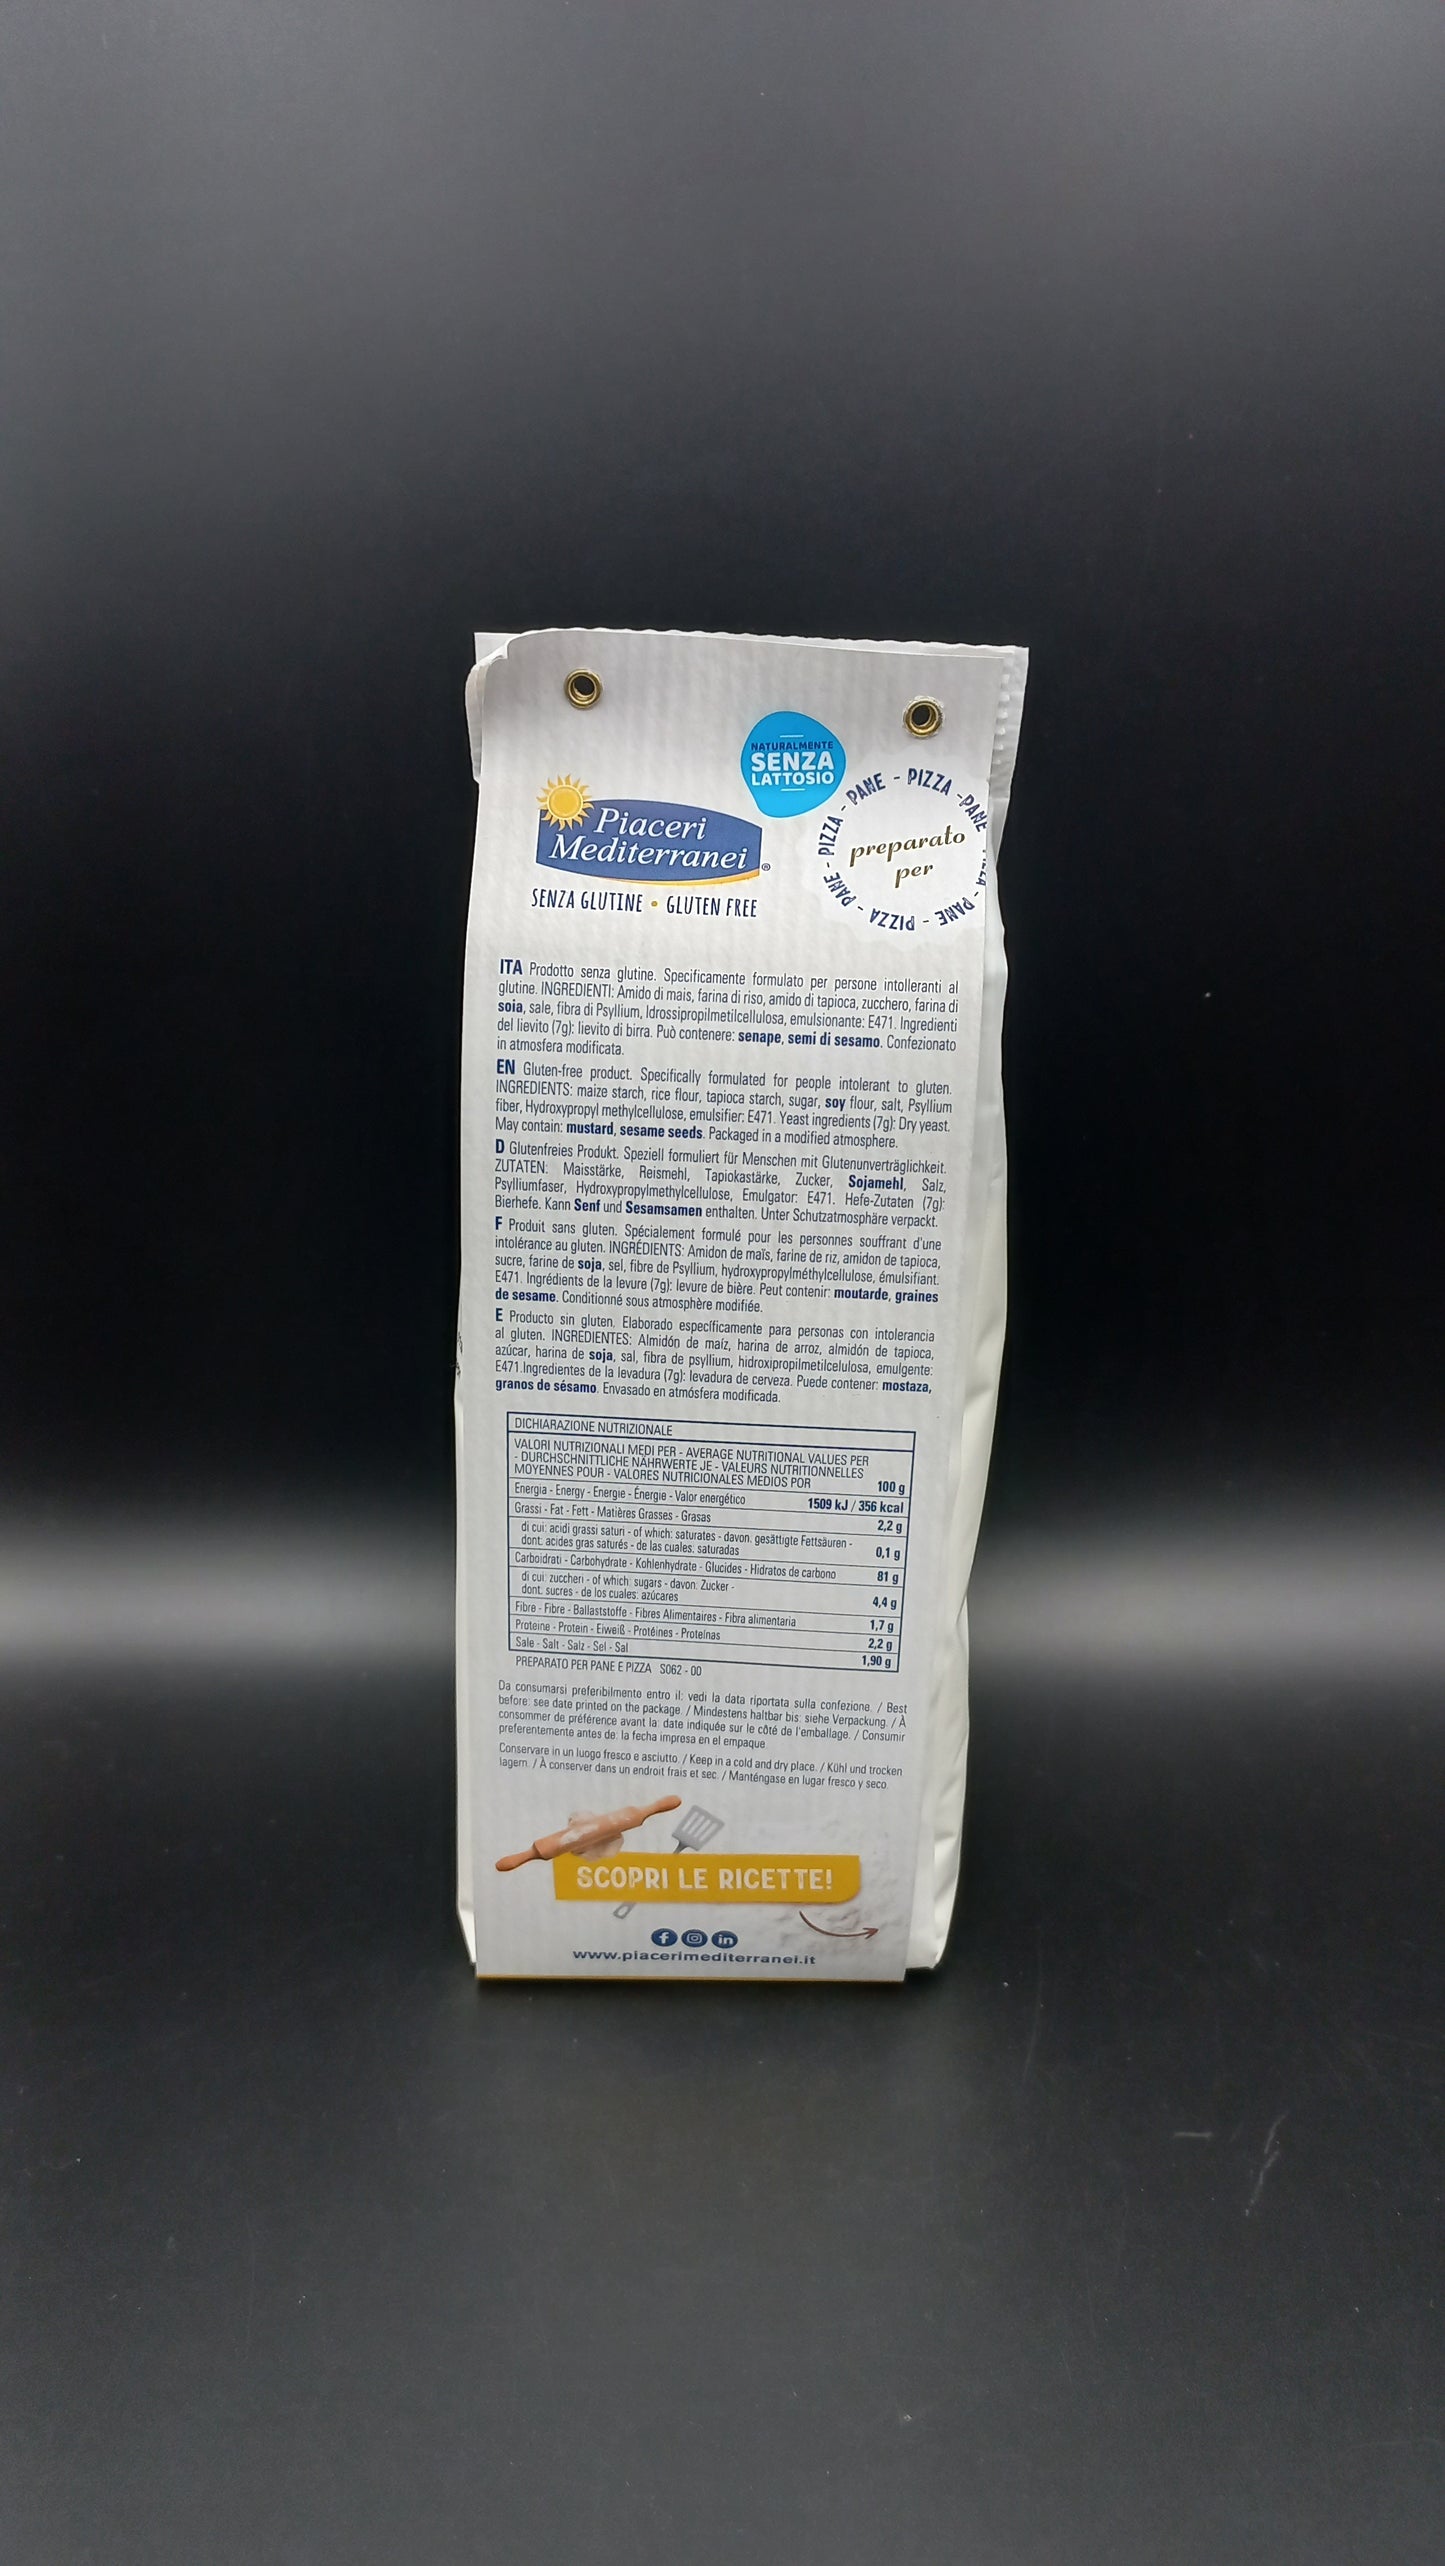 NATURALMENTE
SENZA
LATTOSIO
Piaceri
Mediterranei ®
SENZA GLUTINE • GLUTEN FREE
PANE - PIZZA - PANE - PIZZA - PANE - PIZZA - PANE - PIZZA -
preparato
per
ITA Prodotto senza glutine. Specificamente formulato per persone intolleranti al
glutine. INGREDIENTI: Amido di mais, farina di riso, amido di tapioca, zucchero, farina di
soia, sale, fibra di Psyllium, Idrossipropilmetilcellulosa, emulsionante: E471. Ingredienti
del lievito (7g): lievito di birra. Può contenere: senape, semi di sesamo. Confezionato
in atmosfera modificata.
EN Gluten-free product. Specifically formulated for people intolerant to gluten.
INGREDIENTS: maize starch, rice flour, tapioca starch, sugar, soy flour, salt, Psyllium
fiber, Hydroxypropyl methylcellulose, emulsifier: E471. Yeast ingredients (7g): Dry yeast.
May contain: mustard, sesame seeds. Packaged in a modified atmosphere.
D Glutenfreies Produkt. Speziell formuliert für Menschen mit Glutenunverträglichkeit.
ZUTATEN: Maisstärke, Reismehl, Tapiokastärke, Zucker, Sojamehl, Salz,
Psylliumfaser, Hydroxypropylmethylcellulose, Emulgator: E471. Hefe-Zutaten (7g):
Bierhefe. Kann Senf und Sesamsamen enthalten. Unter Schutzatmosphäre verpackt.
F Produit sans gluten. Spécialement formulé pour les personnes souffrant d'une
intolérance au gluten. INGRÉDIENTS: Amidon de maïs, farine de riz, amidon de tapioca,
sucre, farine de soja, sel, fibre de Psyllium, hydroxypropylméthylcellulose, émulsifiant:
E471. Ingrédients de la levure (7g): levure de bière. Peut contenir: moutarde, graines
de sesame. Conditionné sous atmosphère modifiée.
E Producto sin gluten. Elaborado específicamente para personas con intolerancia
al gluten. INGREDIENTES: Almidón de maíz, harina de arroz, almidón de tapioca,
azúcar, harina de soja, sal, fibra de psyllium, hidroxipropilmetilcelulosa, emulgente:
E471.Ingredientes de la levadura (7g): levadura de cerveza. Puede contener: mostaza,
granos de sésamo. Envasado en atmósfera modificada.
DICHIARAZIONE NUTRIZIONALE
VALORI NUTRIZIONALI MEDI PER - AVERAGE NUTRITIONAL VALUES PER
- DURCHSCHNITTLICHE NÄHRWERTE JE - VALEURS NUTRITIONNELLES
MOYENNES POUR - VALORES NUTRICIONALES MEDIOS POR 100 g
Energia - Energy - Energie - Énergie - Valor energético 1509 kJ / 356 kcal
Grassi - Fat - Fett - Matières Grasses - Grasas 2,2 g
di cui: acidi grassi saturi - of which: saturates - davon: gesättigte Fettsäuren -
dont: acides gras saturés - de las cuales: saturadas 0,1 g
Carboidrati - Carbohydrate - Kohlenhydrate - Glucides - Hidratos de carbono 81 g
di cui: zuccheri - of which: sugars - davon: Zucker -
dont: sucres - de los cuales: azúcares 4,4 g
Fibre - Fibre - Ballaststoffe - Fibres Alimentaires - Fibra alimentaria 1,7 g
Proteine - Protein - Eiweiß - Protéines - Proteínas 2,2 g
Sale - Salt - Salz - Sel - Sal 1,90 g
PREPARATO PER PANE E PIZZA S062 - 00
Da consumarsi preferibilmente entro il: vedi la data riportata sulla confezione. / Best
before: see date printed on the package. / Mindestens haltbar bis: siehe Verpackung. / À
consommer de préférence avant la: date indiquée sur le côté de l'emballage. / Consumir
preferentemente antes de: la fecha impresa en el empaque
Conservare in un luogo fresco e asciutto. / Keep in a cold and dry place. / Kühl und trocken
lagern. / À conserver dans un endroit frais et sec. / Manténgase en lugar fresco y seco.
SCOPRI LE RICETTE!
f in
www.piacerimediterranei.it